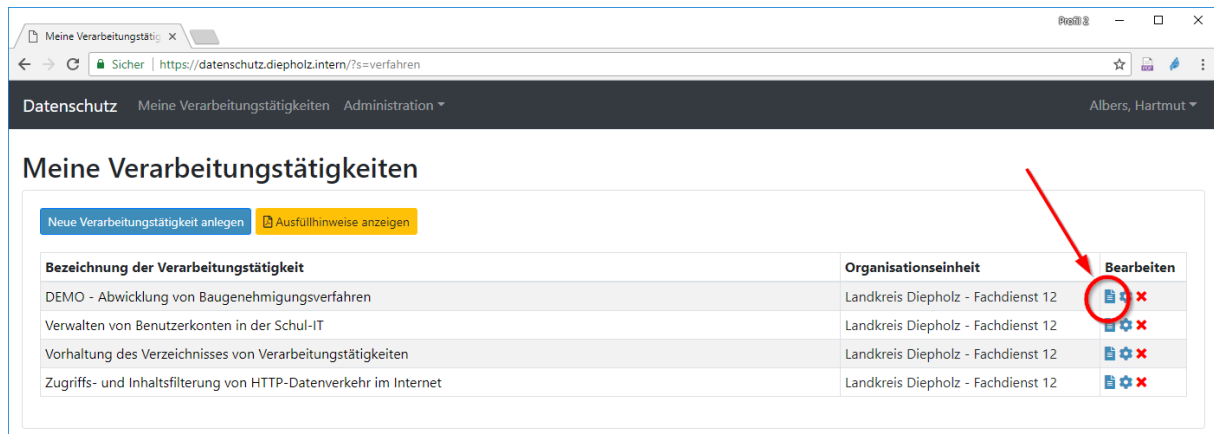 Profil 2
Meine Verarbeitungstätig
Sicher | https://datenschutz.diepholz.intern/?s=verfahren
Datenschutz Meine Verarbeitungstätigkeiten Administration Albers, Hartmut
Meine Verarbeitungstätigkeiten
Neue Verarbeitungstätigkeit anlegen Ausfüllhinweise anzeigen
Bezeichnung der Verarbeitungstätigkeit Organisationseinheit Bearbeiten
DEMO - Abwicklung von Baugenehmigungsverfahren Landkreis Diepholz - Fachdienst 12
Verwalten von Benutzerkonten in der Schul-IT Landkreis Diepholz - Fachdienst 12
Vorhaltung des Verzeichnisses von Verarbeitungstätigkeiten Landkreis Diepholz - Fachdienst 12
Zugriffs- und Inhaltsfilterung von HTTP-Datenverkehr im Internet Landkreis Diepholz - Fachdienst 12